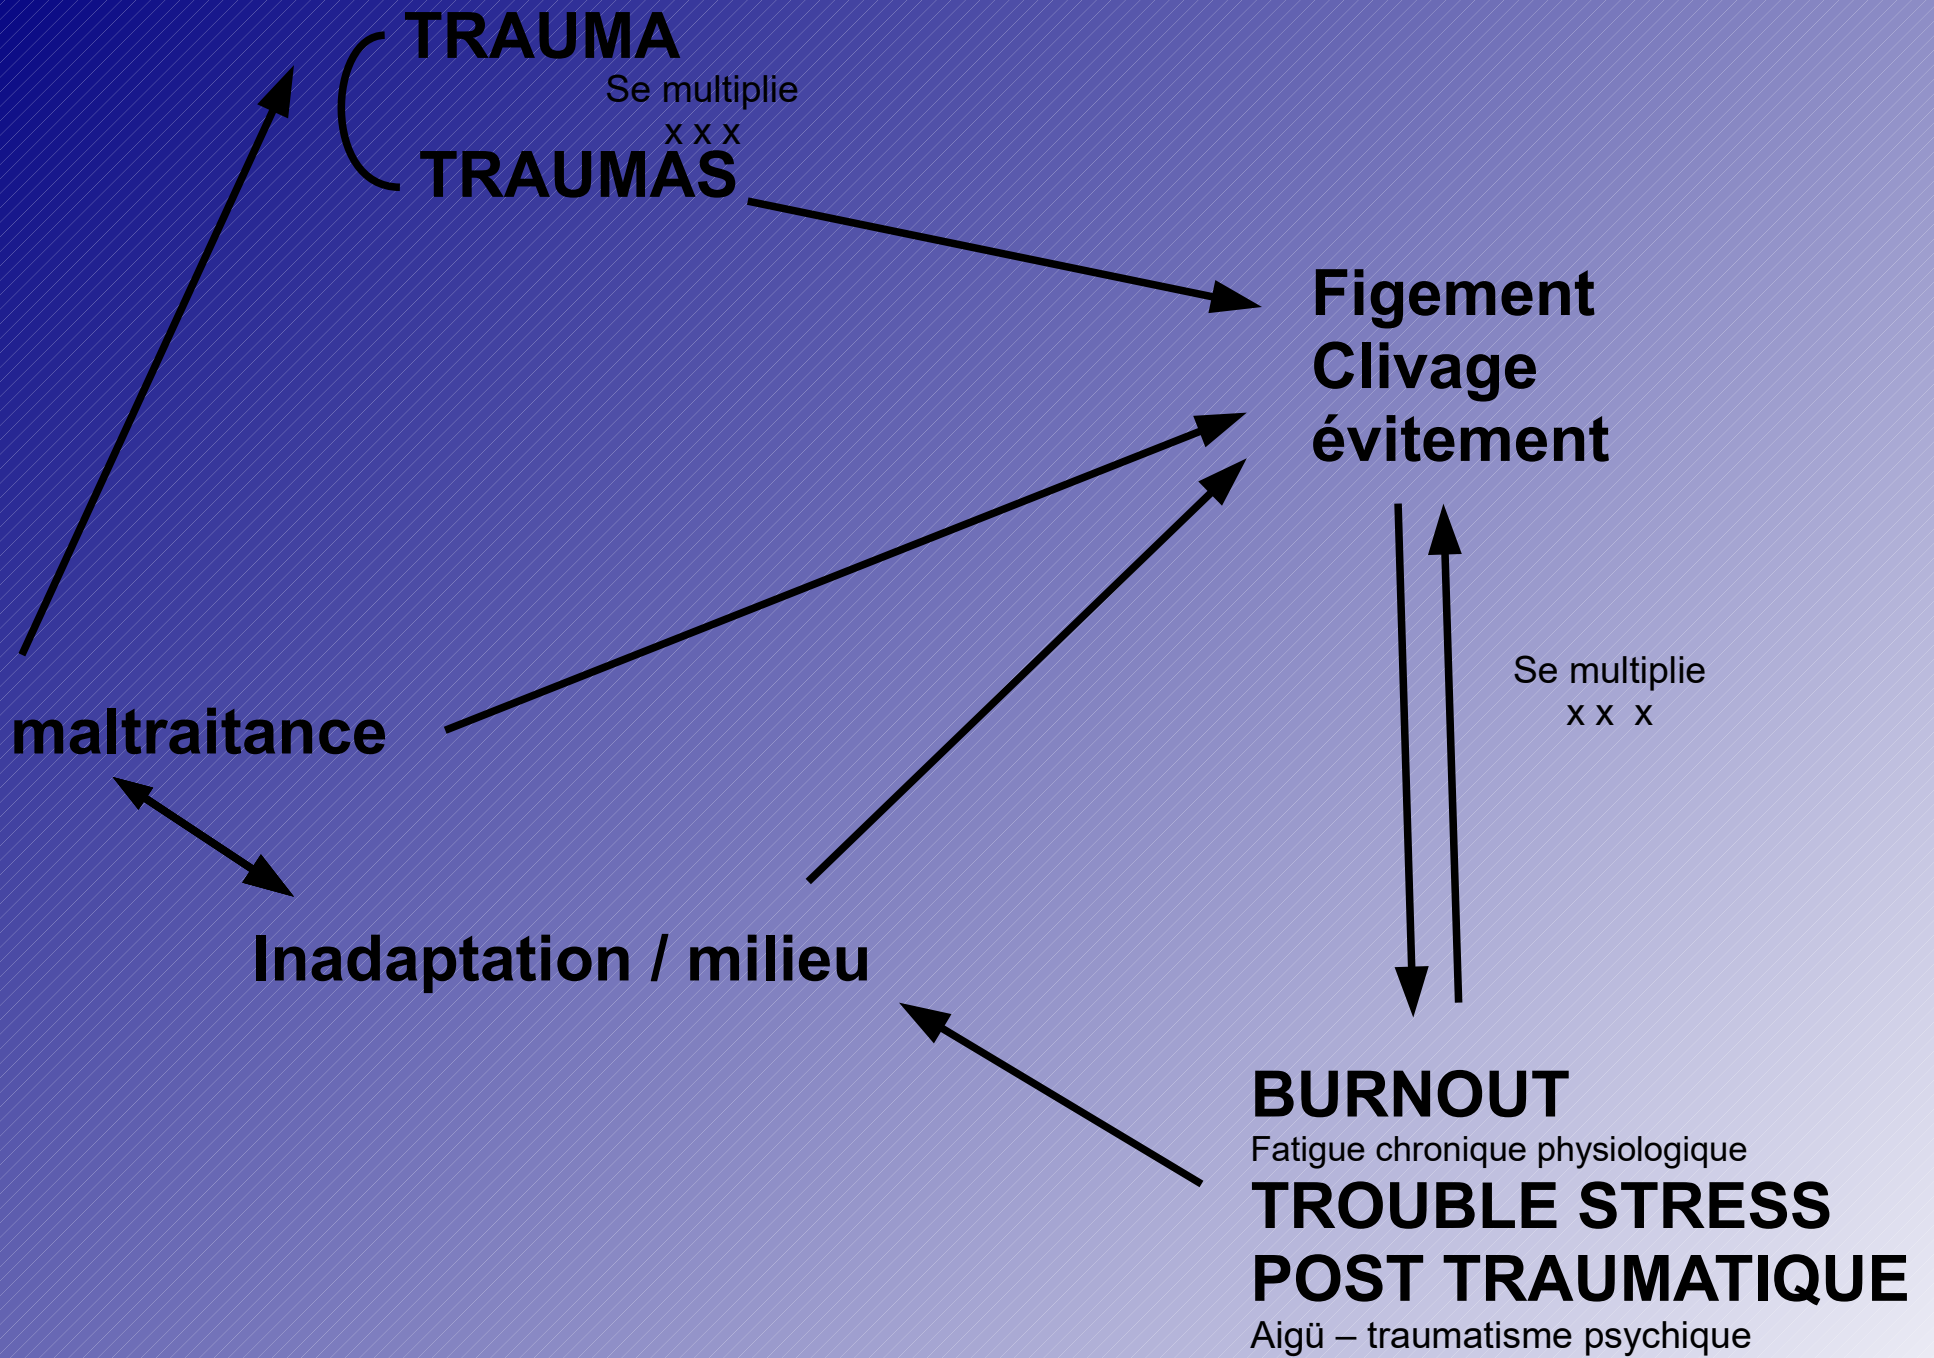 TRAUMA
Se multiplie
x x x
TRAUMAS
Figement
Clivage
évitement
Se multiplie
x x  x
maltraitance
Inadaptation / milieu
BURNOUT
Fatigue chronique physiologique
TROUBLE STRESS
POST TRAUMATIQUE
Aigü – traumatisme psychique